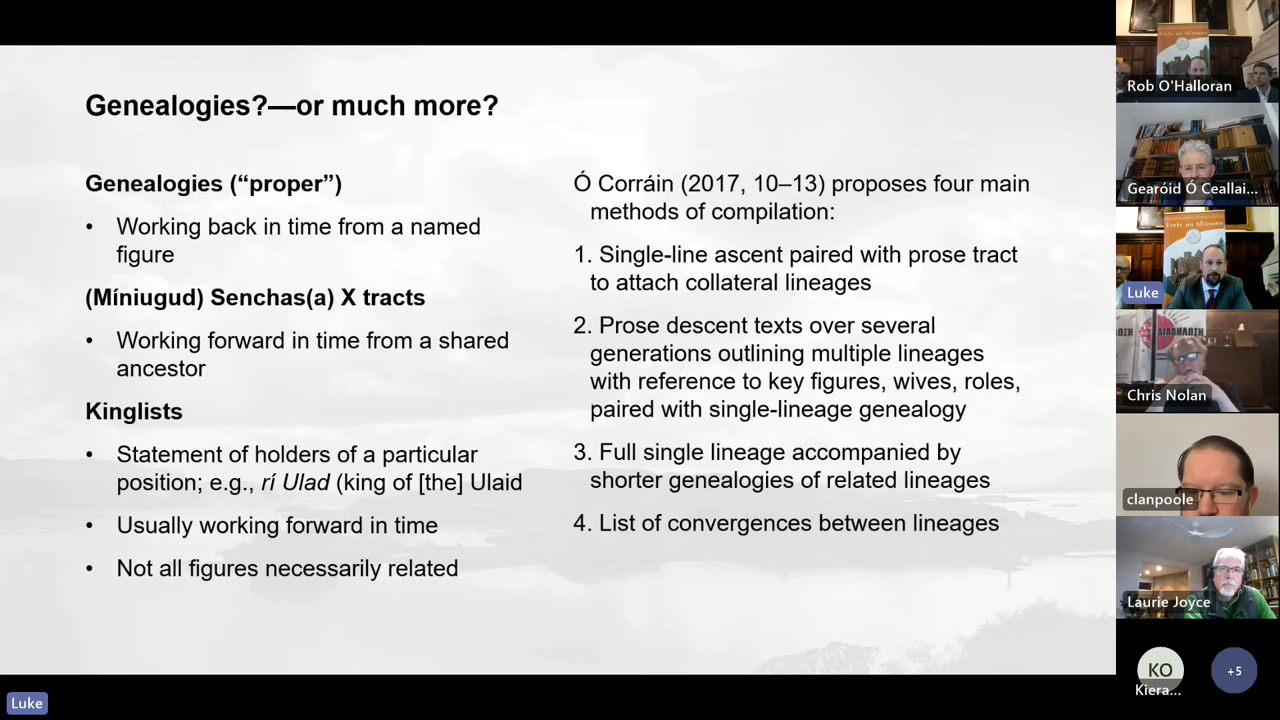 Genealogies?—or much more?
Genealogies (“proper”)
• Working back in time from a named
figure
(Míniugud) Senchas(a) X tracts
• Working forward in time from a shared
ancestor
Kinglists
• Statement of holders of a particular
position; e.g., rí Ulad (king of [the] Ulaid
• Usually working forward in time
• Not all figures necessarily related
Ó Corráin (2017, 10–13) proposes four main
methods of compilation:
1. Single-line ascent paired with prose tract
to attach collateral lineages
2. Prose descent texts over several
generations outlining multiple lineages
with reference to key figures, wives, roles,
paired with single-lineage genealogy
3. Full single lineage accompanied by
shorter genealogies of related lineages
4. List of convergences between lineages
Rob O'Halloran
Gearóid Ó Ceallai...
Luke
ΔΙΑΔΗΛΩΣΗ
Chris Nolan
clanpoole
Laurie Joyce
KO
Kiera...
+5
Luke